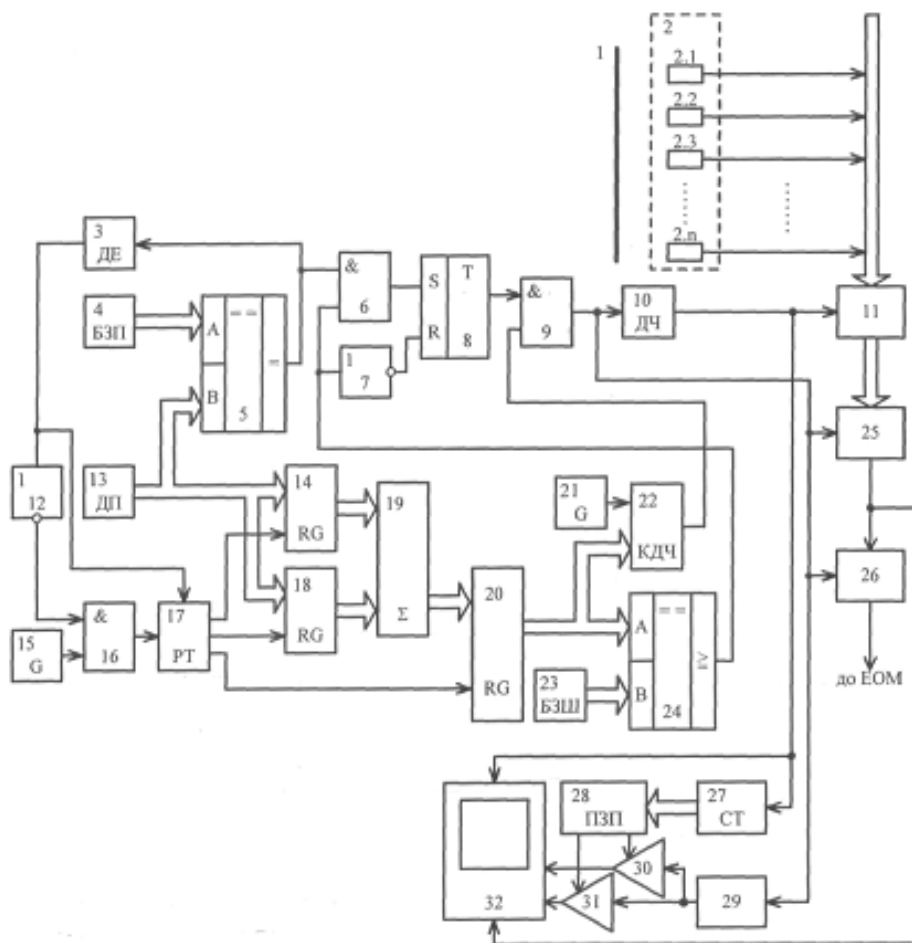 2
1
2.1
2.2
2.3
2.n
3
ДЕ
4
БЗП
A
==
=
B
5
&
6
1
7
S
T
R
8
&
9
10
ДЧ
11
25
26
до ЕОМ
1
12
13
ДП
14
RG
18
RG
19
Σ
20
RG
21
G
22
КДЧ
&
16
15
G
17
РТ
23
БЗШ
A
==
≥
B
24
28
ПЗП
27
СТ
30
31
29
32